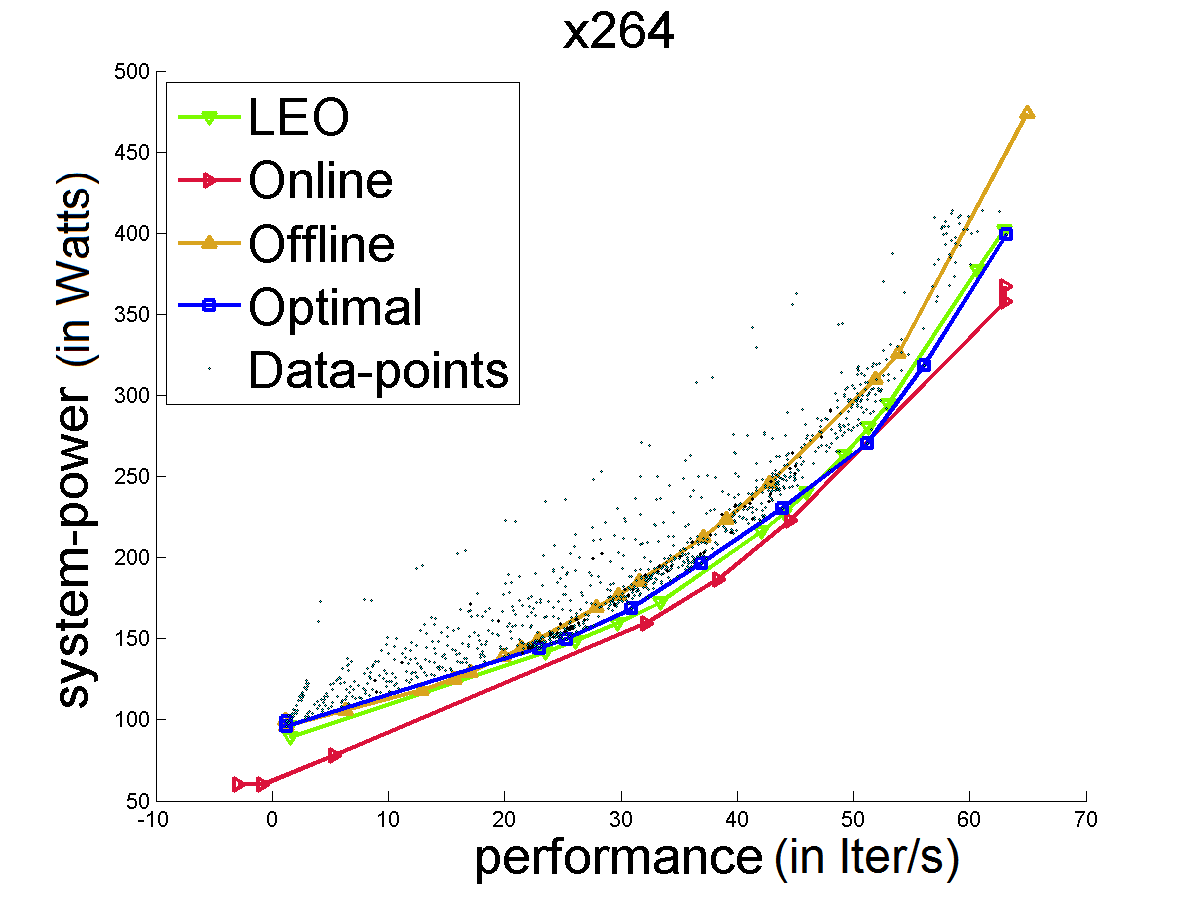 x264
500
450
400
350
300
250
200
150
100
50
system-power (in Watts)
LEO
Online
Offline
Optimal
Data-points
-10 0 10 20 30 40 50 60 70
performance (in Iter/s)